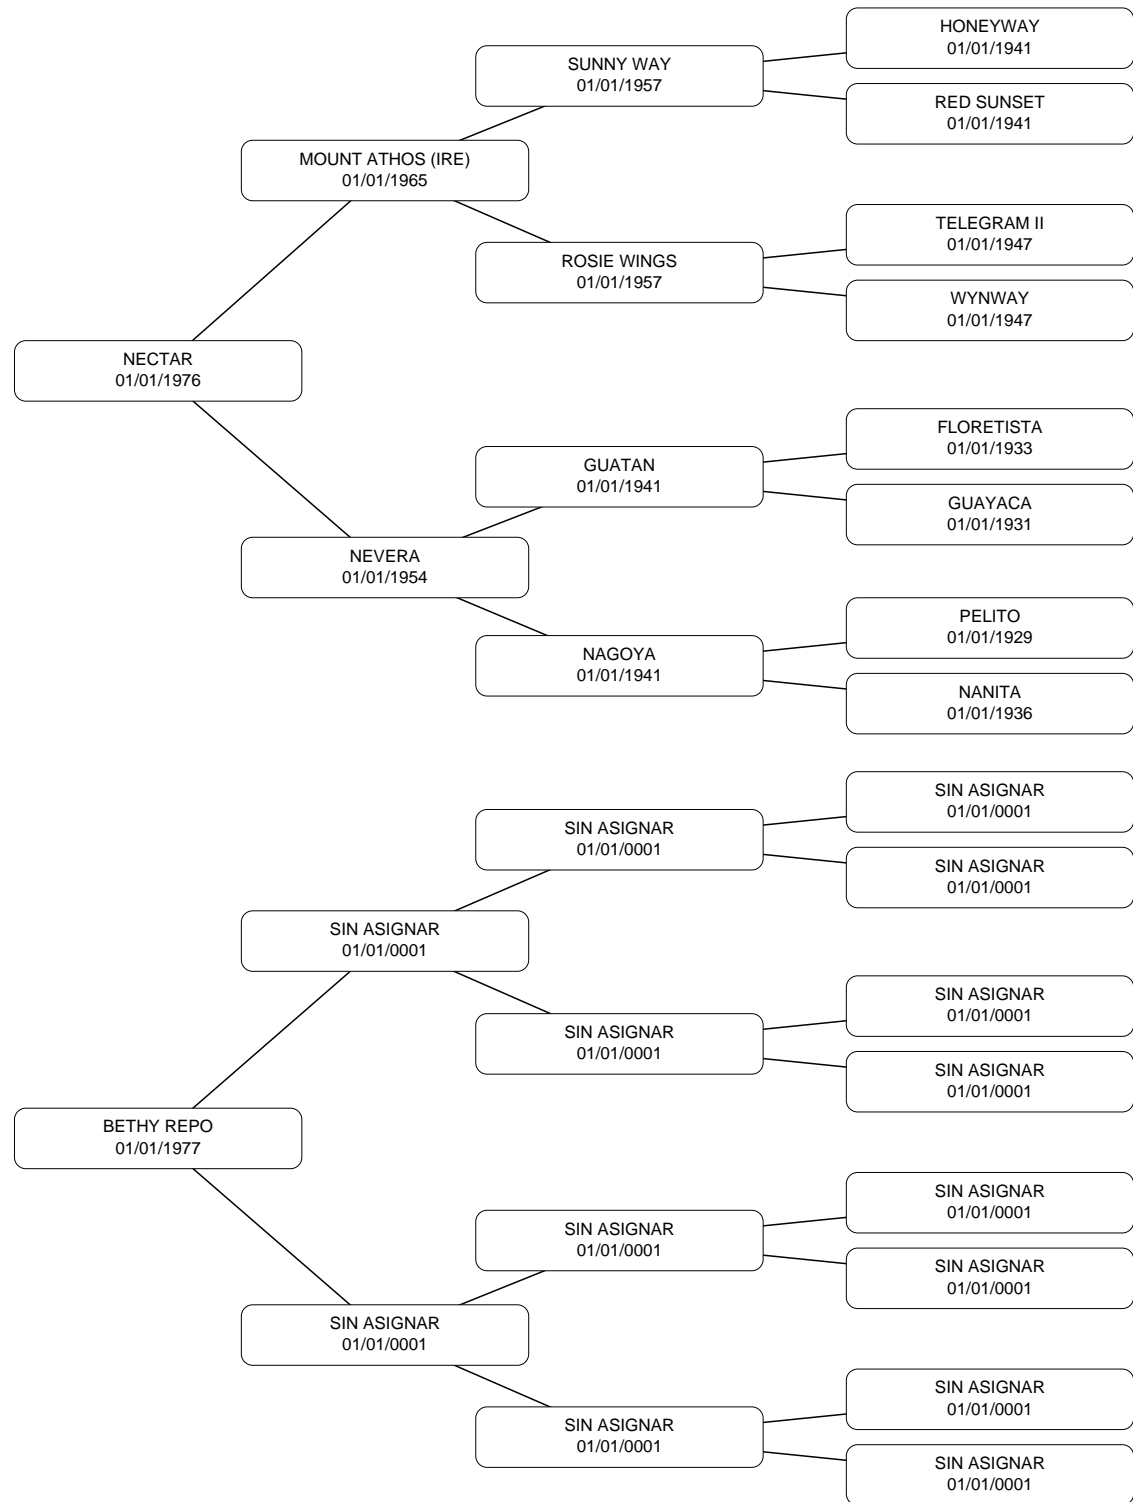 HONEYWAY
01/01/1941
SUNNY WAY
01/01/1957
RED SUNSET
01/01/1941
MOUNT ATHOS (IRE)
01/01/1965
TELEGRAM II
01/01/1947
ROSIE WINGS
01/01/1957
WYNWAY
01/01/1947
NECTAR
01/01/1976
FLORETISTA
01/01/1933
GUATAN
01/01/1941
GUAYACA
01/01/1931
NEVERA
01/01/1954
PELITO
01/01/1929
NAGOYA
01/01/1941
NANITA
01/01/1936
SIN ASIGNAR
01/01/0001
SIN ASIGNAR
01/01/0001
SIN ASIGNAR
01/01/0001
SIN ASIGNAR
01/01/0001
SIN ASIGNAR
01/01/0001
SIN ASIGNAR
01/01/0001
SIN ASIGNAR
01/01/0001
BETHY REPO
01/01/1977
SIN ASIGNAR
01/01/0001
SIN ASIGNAR
01/01/0001
SIN ASIGNAR
01/01/0001
SIN ASIGNAR
01/01/0001
SIN ASIGNAR
01/01/0001
SIN ASIGNAR
01/01/0001
SIN ASIGNAR
01/01/0001